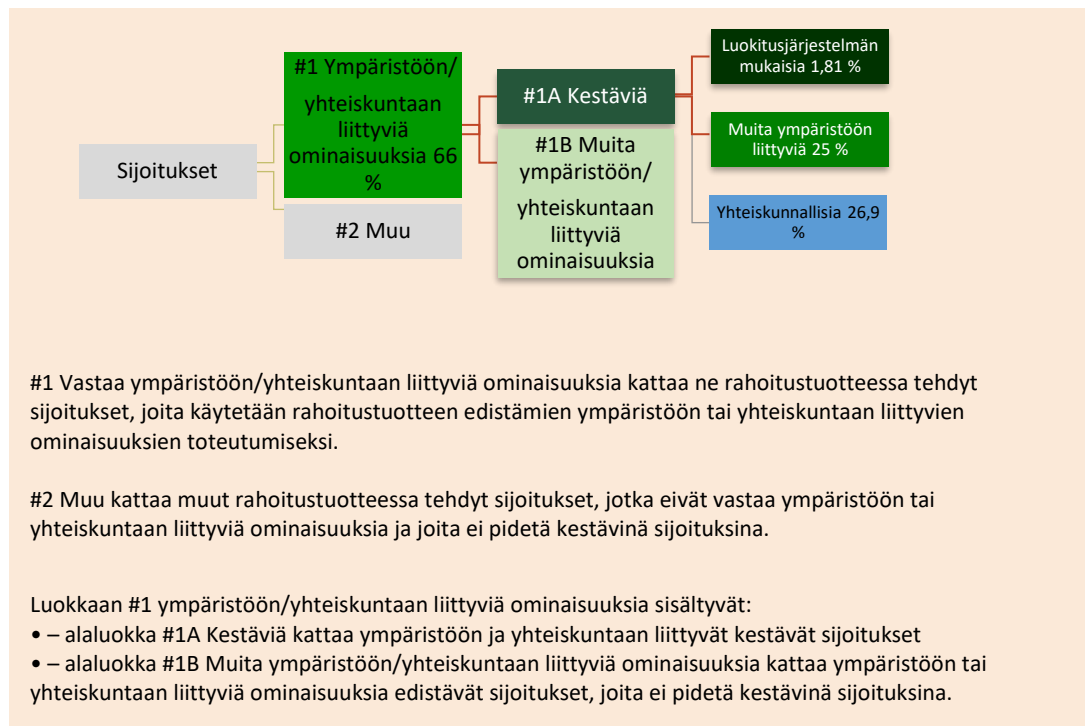 Sijoitukset
#1 Ympäristöön/
yhteiskuntaan
liittyviä
ominaisuuksia 66
%
#2 Muu
#1A Kestäviä
#1B Muita
ympäristöön/
yhteiskuntaan
liittyviä
ominaisuuksia
Luokitusjärjestelmän
mukaisia 1,81 %
Muita ympäristöön
liittyviä 25 %
Yhteiskunnallisia 26,9
%
#1 Vastaa ympäristöön/yhteiskuntaan liittyviä ominaisuuksia kattaa ne rahoitustuotteessa tehdyt
sijoitukset, joita käytetään rahoitustuotteen edistämien ympäristöön tai yhteiskuntaan liittyvien
ominaisuuksien toteutumiseksi.
#2 Muu kattaa muut rahoitustuotteessa tehdyt sijoitukset, jotka eivät vastaa ympäristöön tai
yhteiskuntaan liittyviä ominaisuuksia ja joita ei pidetä kestävinä sijoituksina.
Luokkaan #1 ympäristöön/yhteiskuntaan liittyviä ominaisuuksia sisältyvät:
• – alaluokka #1A Kestäviä kattaa ympäristöön ja yhteiskuntaan liittyvät kestävät sijoitukset
• – alaluokka #1B Muita ympäristöön/yhteiskuntaan liittyviä ominaisuuksia kattaa ympäristöön tai
yhteiskuntaan liittyviä ominaisuuksia edistävät sijoitukset, joita ei pidetä kestävinä sijoituksina.